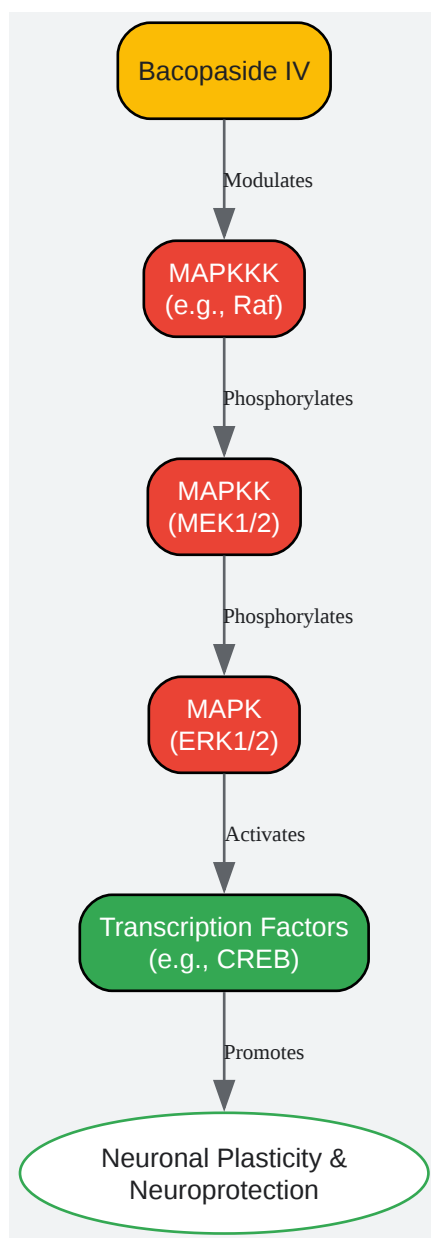 Bacopaside IV
Modulates
MAPKKK
(e.g., Raf)
Phosphorylates
MAPKK
(MEK1/2)
Phosphorylates
MAPK
(ERK1/2)
Activates
Transcription Factors
(e.g., CREB)
Promotes
Neuronal Plasticity &
Neuroprotection